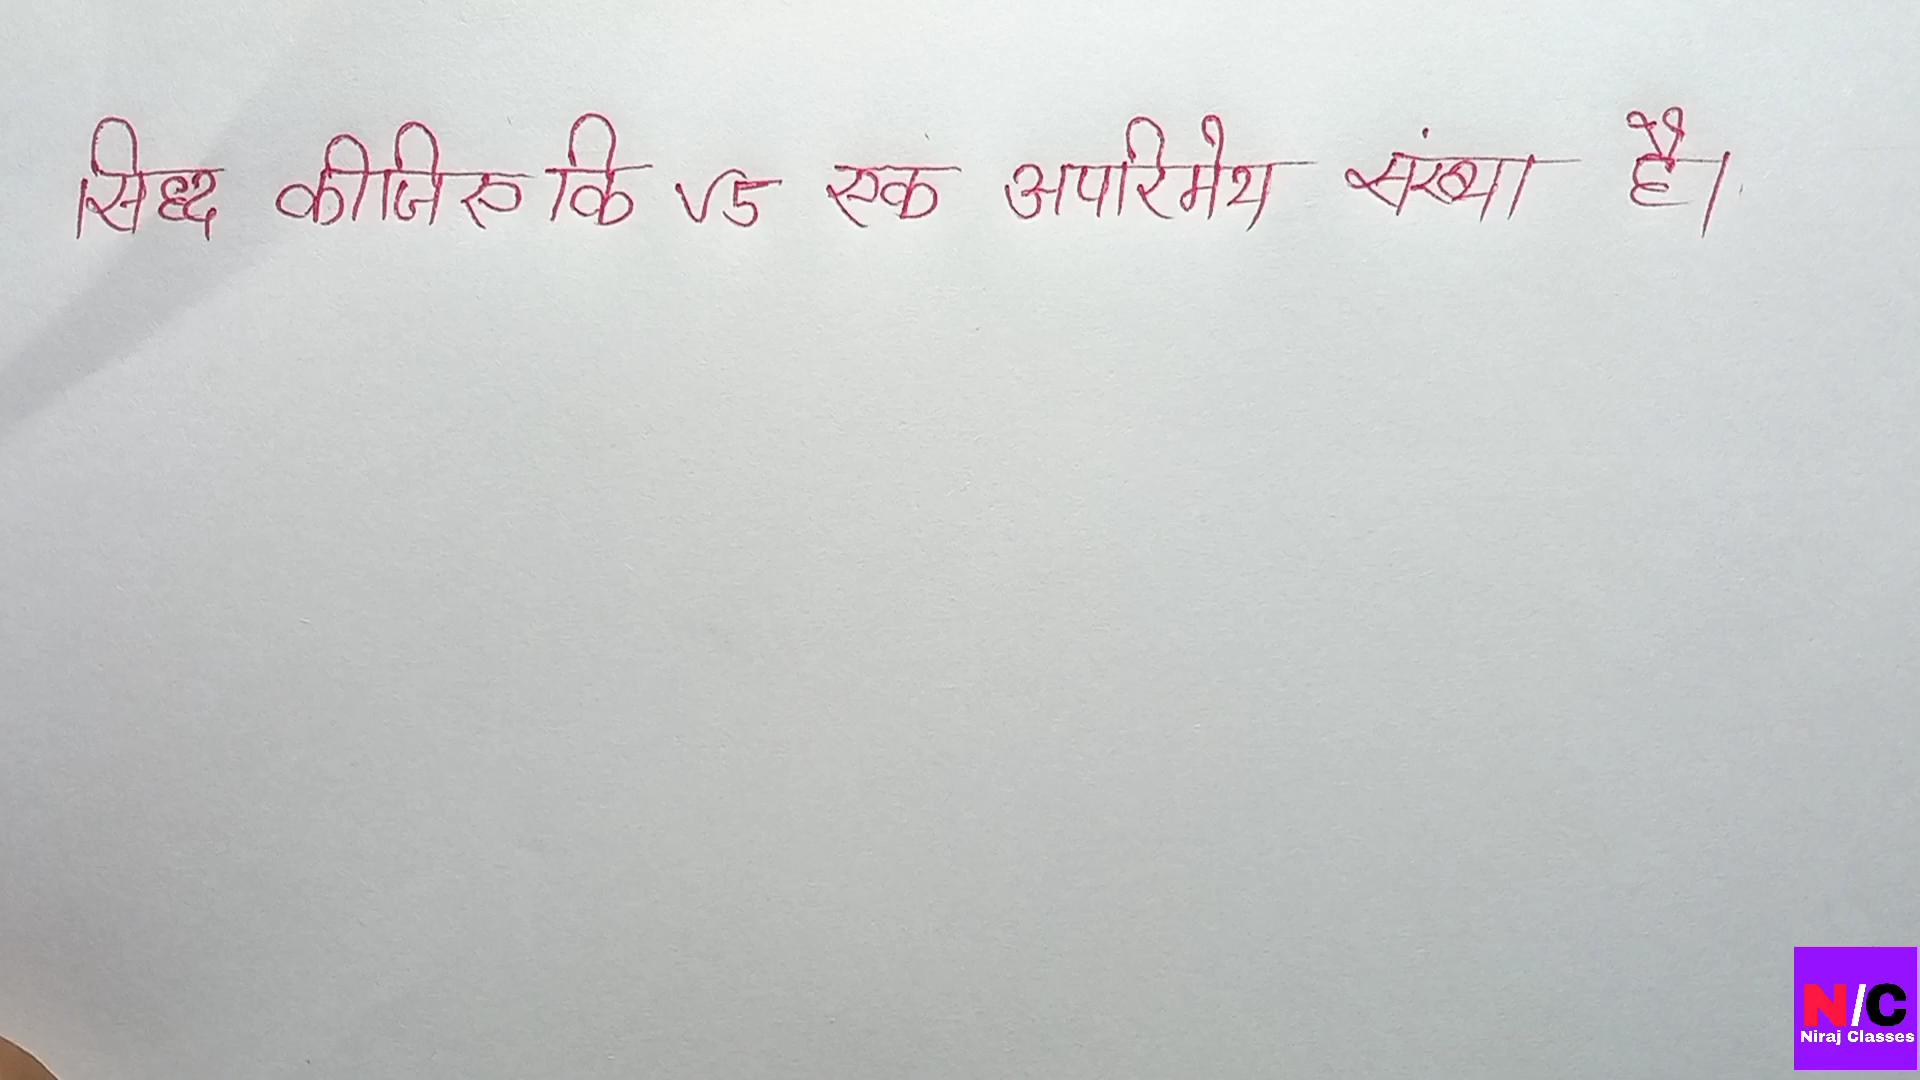 सिध्द कीजिए कि √5 एक अपरिमेय संख्या है।
N/C
Niraj Classes